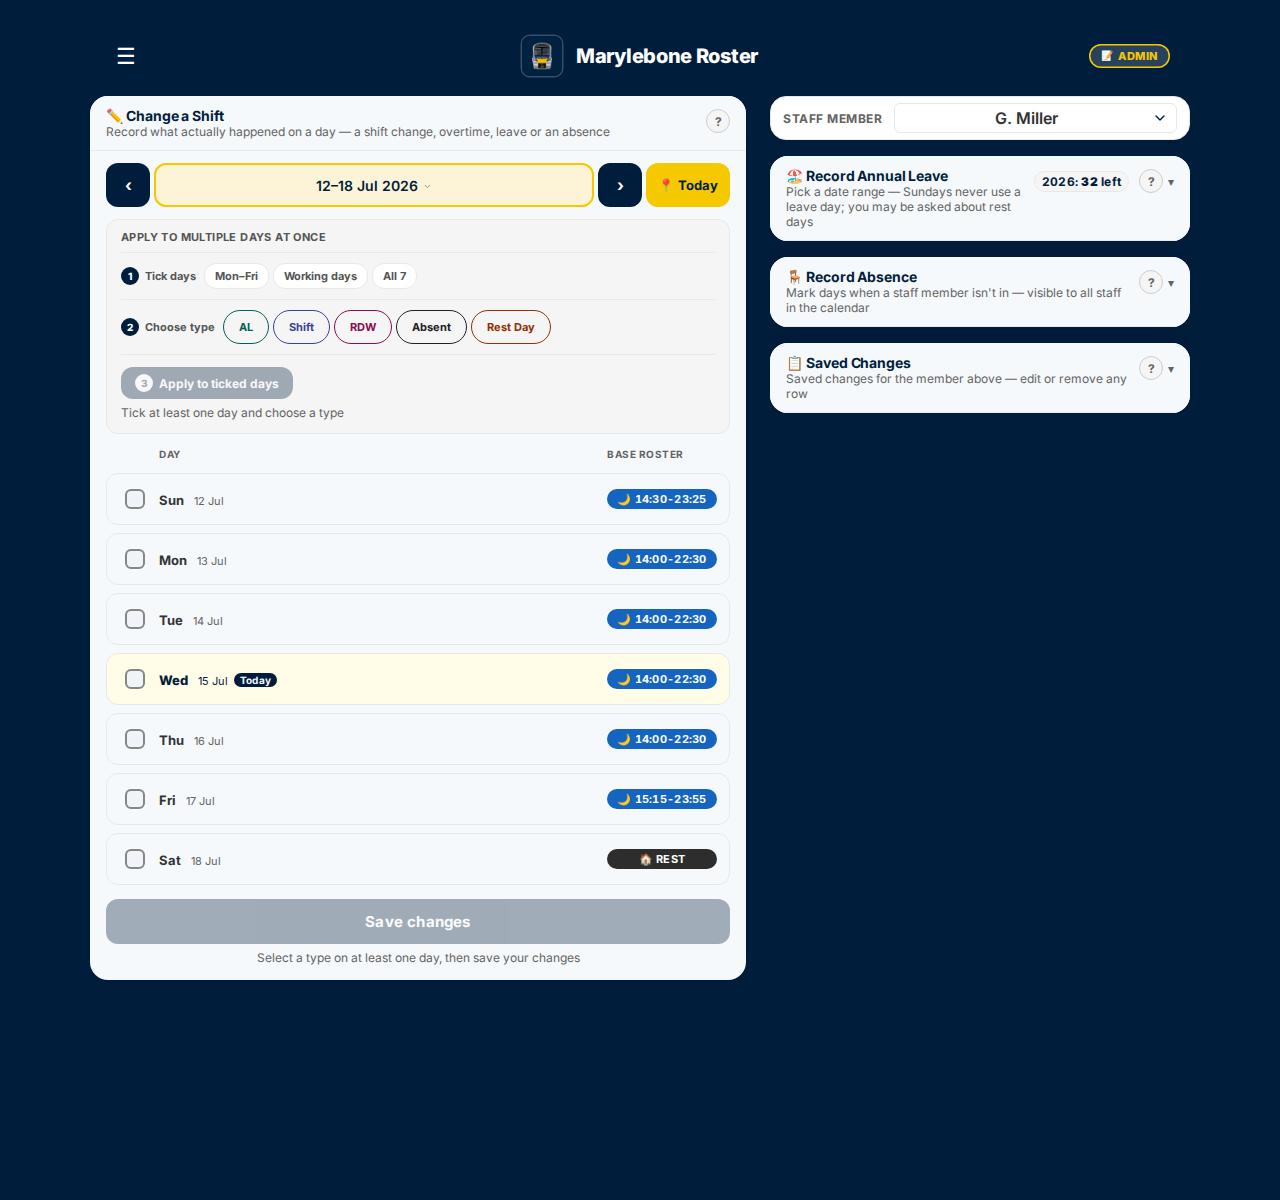 ☰
Marylebone Roster
📝 ADMIN
✏️ Change a Shift
Record what actually happened on a day — a shift change, overtime, leave or an absence
?
‹
12–18 Jul 2026
›
📍 Today
APPLY TO MULTIPLE DAYS AT ONCE
1 Tick days Mon–Fri Working days All 7
2 Choose type AL Shift RDW Absent Rest Day
3 Apply to ticked days
Tick at least one day and choose a type
DAY BASE ROSTER
Sun 12 Jul 🌙 14:30-23:25
Mon 13 Jul 🌙 14:00-22:30
Tue 14 Jul 🌙 14:00-22:30
Wed 15 Jul Today 🌙 14:00-22:30
Thu 16 Jul 🌙 14:00-22:30
Fri 17 Jul 🌙 15:15-23:55
Sat 18 Jul 🏠 REST
Save changes
Select a type on at least one day, then save your changes
STAFF MEMBER G. Miller
🏖️ Record Annual Leave
Pick a date range — Sundays never use a
leave day; you may be asked about rest
days
2026: 32 left ? ▾
🪑 Record Absence
Mark days when a staff member isn't in — visible to all staff
in the calendar
? ▾
📋 Saved Changes
Saved changes for the member above — edit or remove any
row
? ▾